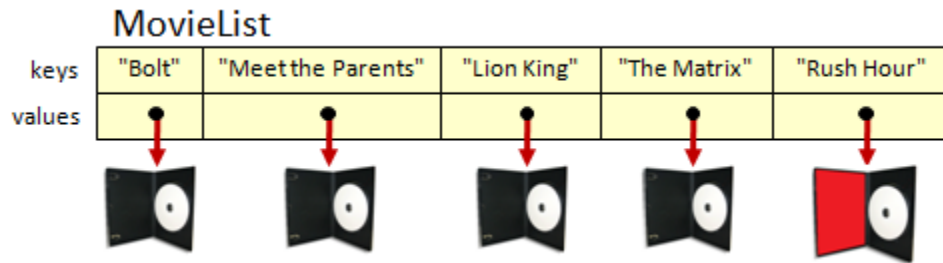 MovieList
keys "Bolt" "Meet the Parents" "Lion King" "The Matrix" "Rush Hour"
values